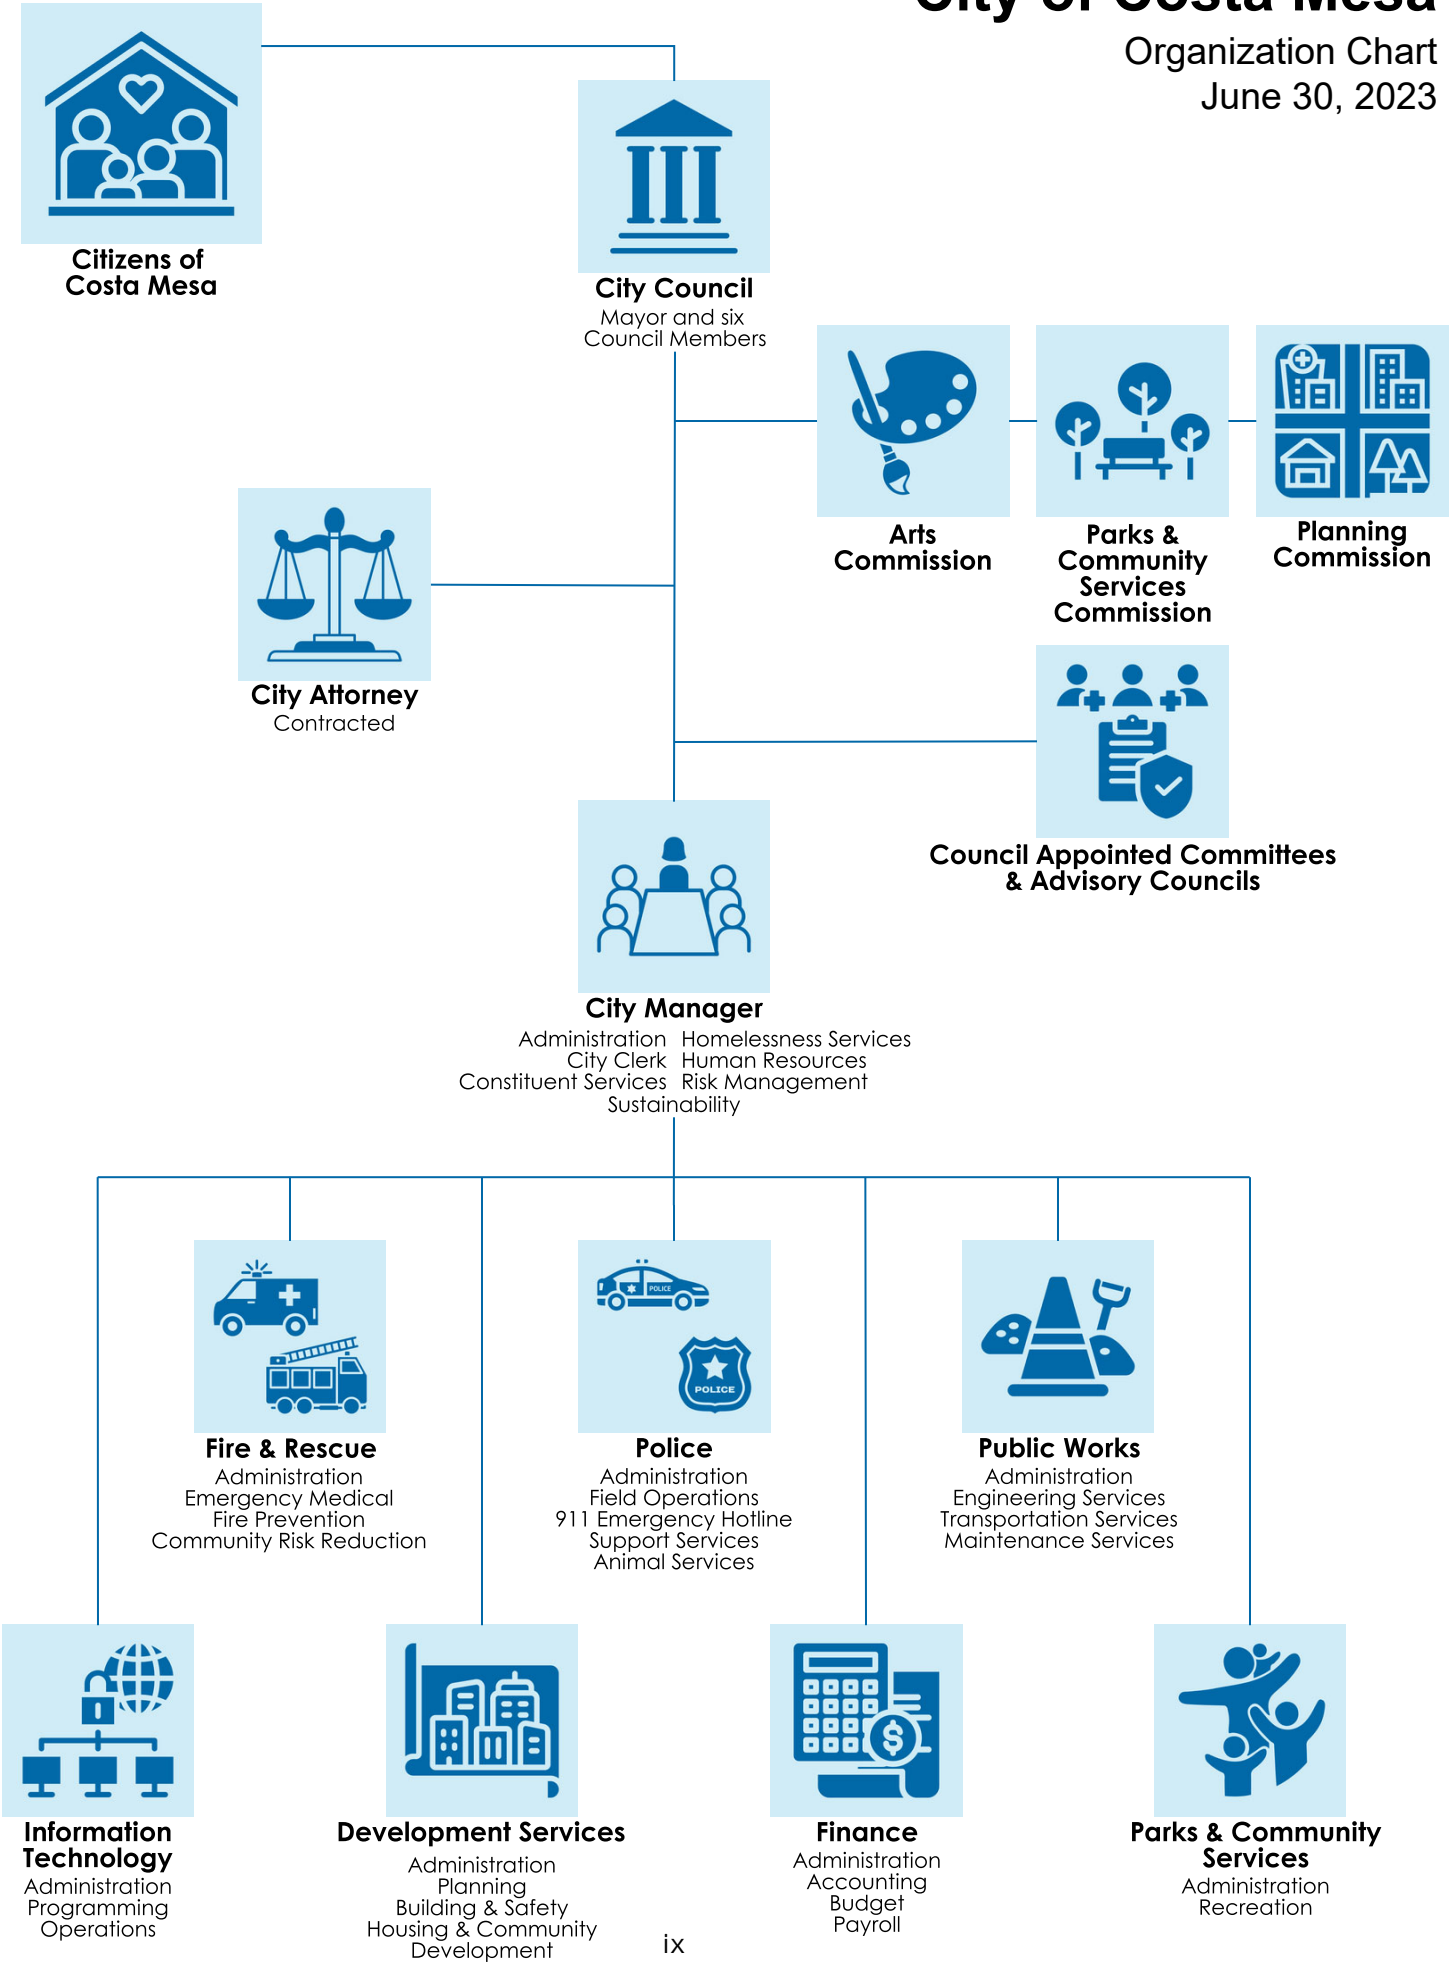 City of Costa Mesa
Organization Chart
June 30, 2023
Citizens of
Costa Mesa
City Council
Mayor and six
Council Members
Arts
Commission
Parks &
Community
Services
Commission
Planning
Commission
City Attorney
Contracted
Council Appointed Committees
& Advisory Councils
City Manager
Administration Homelessness Services
City Clerk Human Resources
Constituent Services Risk Management
Sustainability
Fire & Rescue
Administration
Emergency Medical
Fire Prevention
Community Risk Reduction
POLICE
POLICE
Police
Administration
Field Operations
911 Emergency Hotline
Support Services
Animal Services
Public Works
Administration
Engineering Services
Transportation Services
Maintenance Services
Information
Technology
Administration
Programming
Operations
Development Services
Administration
Planning
Building & Safety
Housing & Community
Development
$
Finance
Administration
Accounting
Budget
Payroll
Parks & Community
Services
Administration
Recreation
ix